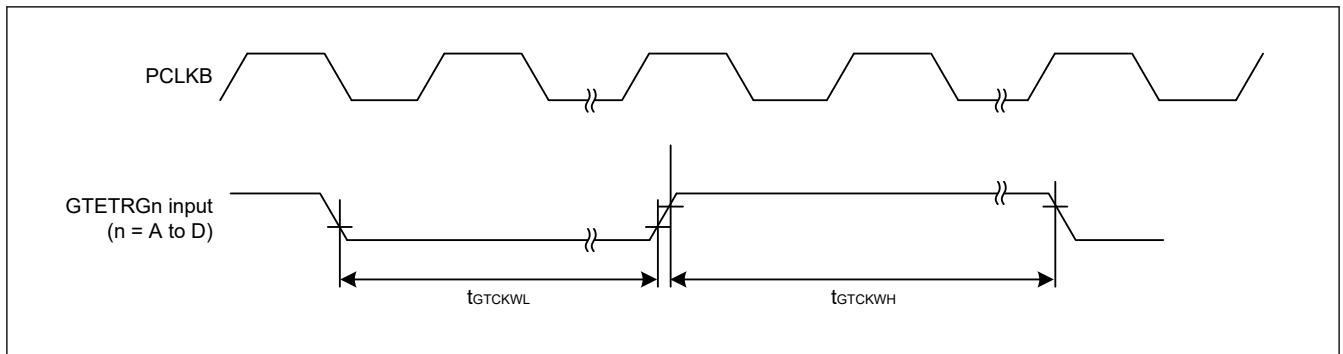 PCLKB
GTETRGn input
(n = A to D)
tGTCKWL
tGTCKWH